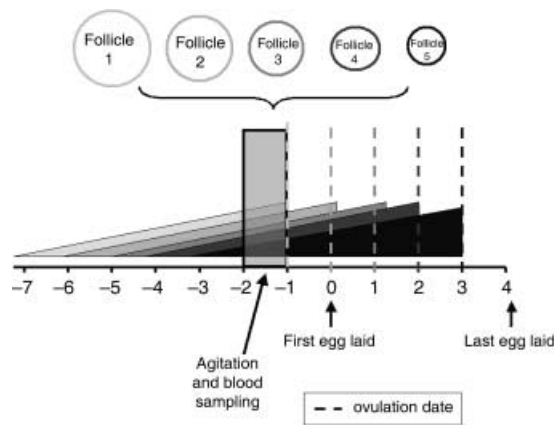 Follicle
1
Follicle
2
Follicle
3
Follicle
4
Follicle
5
–7 –6 –5 –4 –3 –2 –1 0 1 2 3 4
First egg laid
Last egg laid
Agitation
and blood
sampling
ovulation date